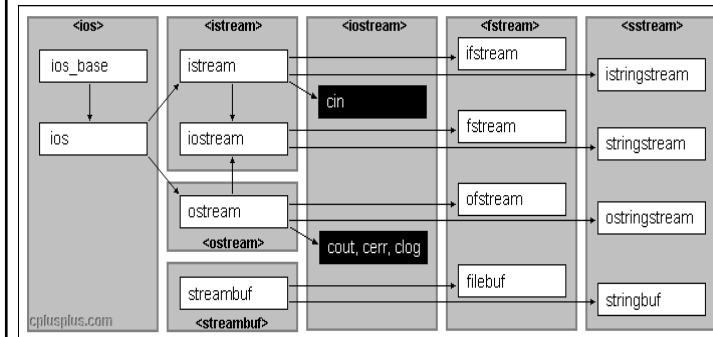 <ios>
ios_base
ios
<istream>
istream
iostream
ostream
<ostream>
streambuf
<streambuf>
<iostream>
cin
cout, cerr, clog
<fstream>
ifstream
fstream
ofstream
filebuf
<sstream>
istringstream
stringstream
ostringstream
stringbuf
cplusplus.com